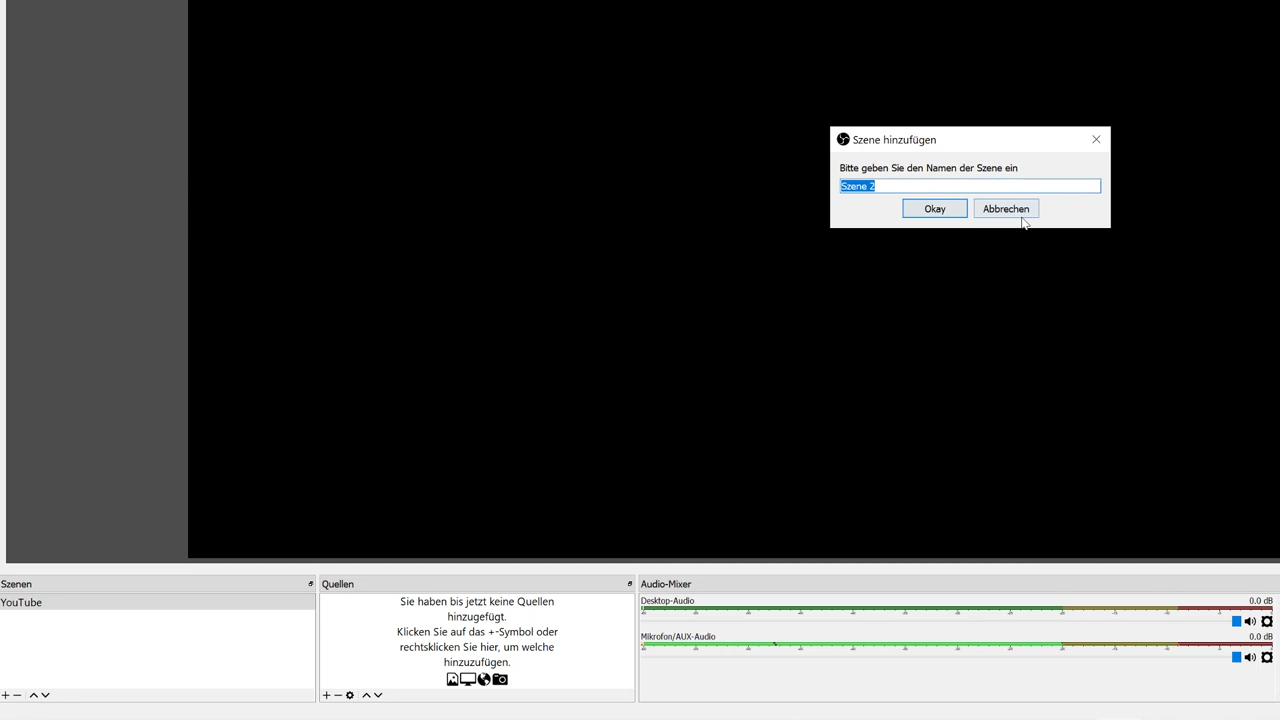 Szene hinzufügen
Bitte geben Sie den Namen der Szene ein
Szene 2
Okay
Abbrechen
Szenen
YouTube
Quellen
Sie haben bis jetzt keine Quellen
hinzugefügt.
Klicken Sie auf das +-Symbol oder
rechtsklicken Sie hier, um welche
hinzuzufügen.
Audio-Mixer
Desktop-Audio
0.0 dB
Mikrofon/AUX-Audio
0.0 dB